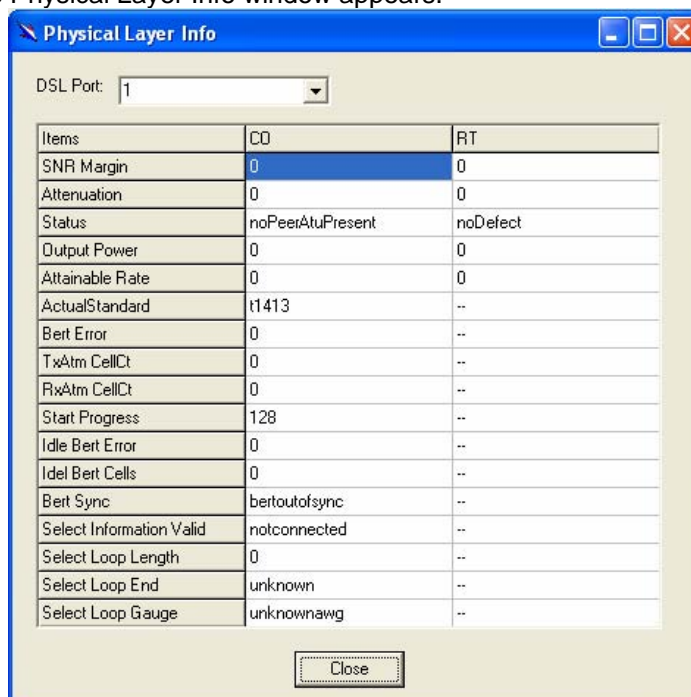 Physical Layer Info window appears.
Physical Layer Info
DSL Port: 1
Items CO RT
SNR Margin 0 0
Attenuation 0 0
Status noPeerAtuPresent noDefect
Output Power 0 0
Attainable Rate 0 0
ActualStandard t1413 --
Bert Error 0 --
TxAtm CellCt 0 --
RxAtm CellCt 0 --
Start Progress 128 --
Idle Bert Error 0 --
Idel Bert Cells 0 --
Bert Sync bertoutofsync --
Select Information Valid notconnected --
Select Loop Length 0 --
Select Loop End unknown --
Select Loop Gauge unknownawg --
Close